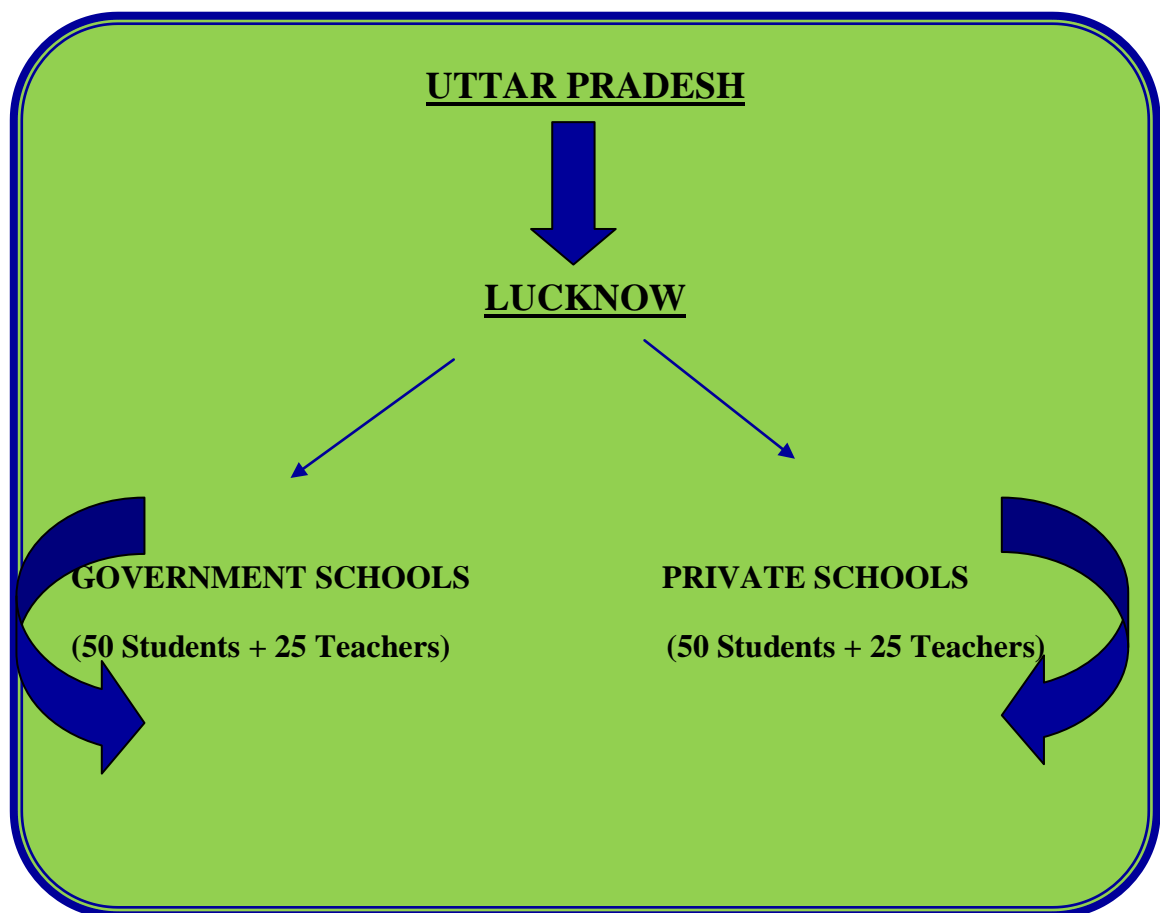 UTTAR PRADESH
LUCKNOW
GOVERNMENT SCHOOLS PRIVATE SCHOOLS
(50 Students + 25 Teachers) (50 Students + 25 Teachers)